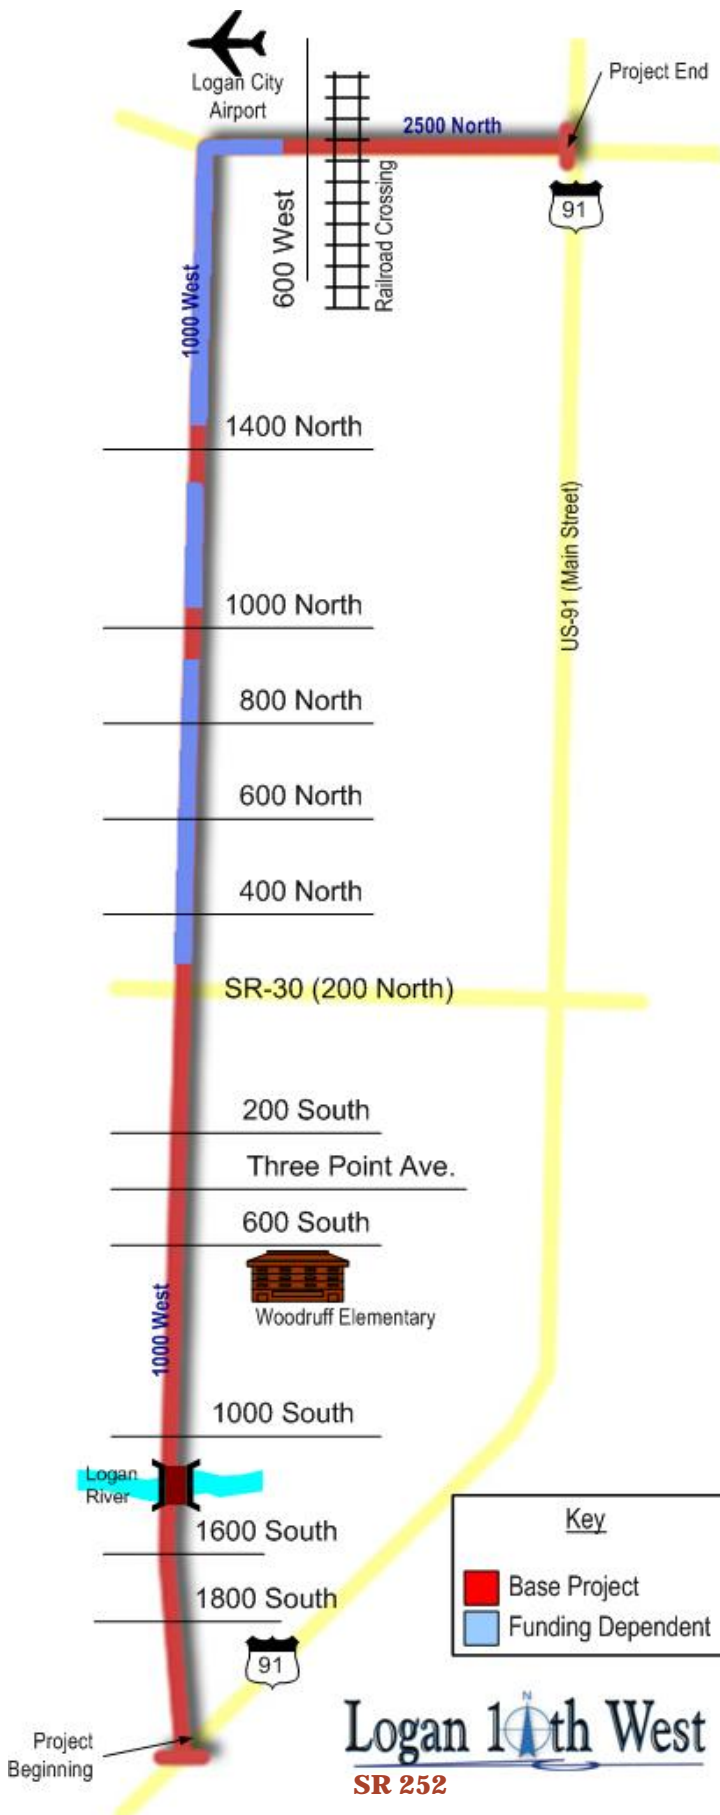 Logan City
Airport
Project End
2500 North
91
600 West
Railroad Crossing
1000 West
1400 North
US-91 (Main Street)
1000 North
800 North
600 North
400 North
SR-30 (200 North)
200 South
Three Point Ave.
600 South
Woodruff Elementary
1000 West
1000 South
Logan
River
1600 South
1800 South
91
Key
Base Project
Funding Dependent
Project
Beginning
N
Logan 10th West
SR 252